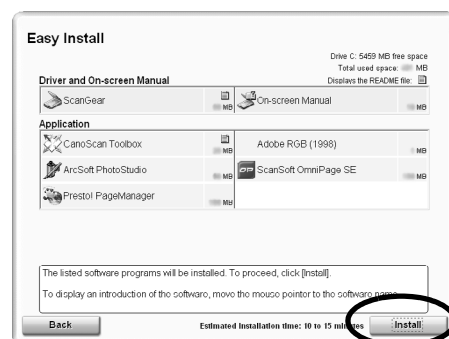 Easy Install
Drive C: 5459 MB free space
Total used space: MB
Driver and On-screen Manual
Displays the README file:
ScanGear
MB
On-screen Manual
MB
Application
CanoScan Toolbox
MB
Adobe RGB (1998)
MB
ArcSoft PhotoStudio
MB
OP
ScanSoft OmniPage SE
MB
Presto! PageManager
MB
The listed software programs will be installed. To proceed, click [Install].
To display an introduction of the software, move the mouse pointer to the software name.
Back
Estimated Installation time: 10 to 15 minutes
Install